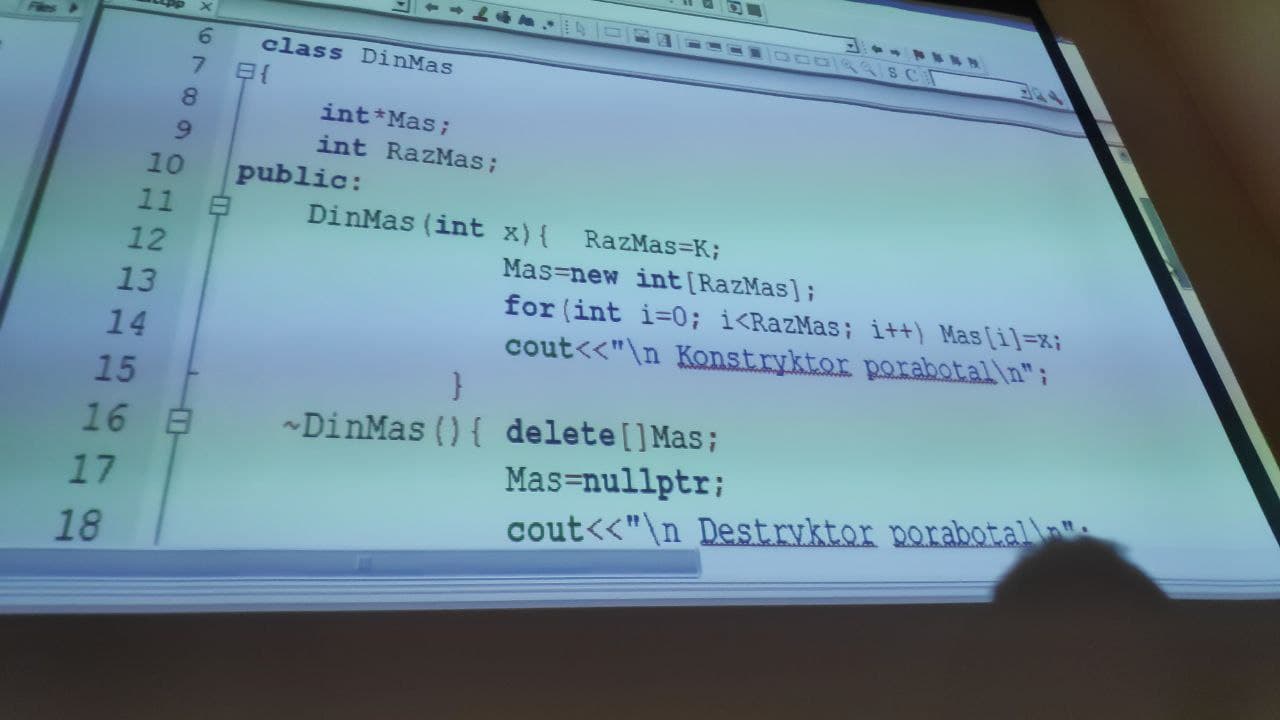 Files
6 class DinMas
7 {
8 int*Mas;
9 int RazMas;
10 public:
11 DinMas(int x){ RazMas=K;
12 Mas=new int[RazMas];
13 for(int i=0; i<RazMas; i++) Mas[i]=x;
14 cout<<"\n Konstryktor porabotal\n";
15 }
16 ~DinMas(){ delete[]Mas;
17 Mas=nullptr;
18 cout<<"\n Destryktor porabotal\n";
S C